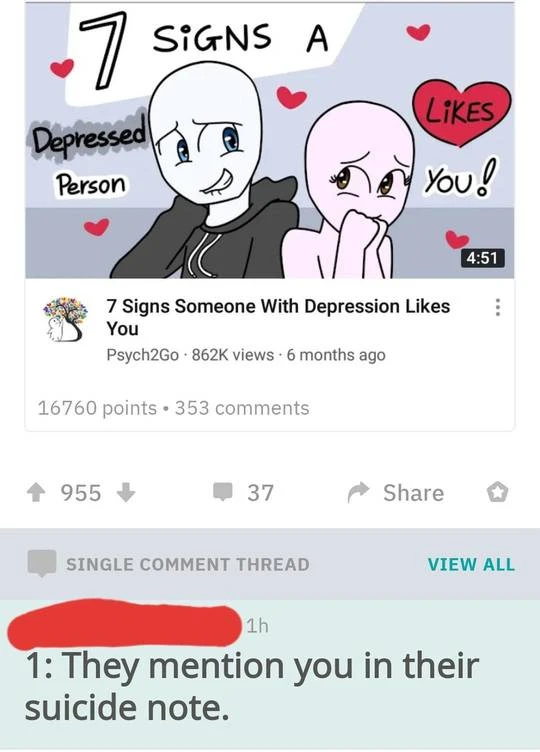 7 SiGNS A
LiKES
Depressed
Person
You!
4:51
7 Signs Someone With Depression Likes
You
Psych2Go · 862K views · 6 months ago
16760 points • 353 comments
955
37
Share
SINGLE COMMENT THREAD
VIEW ALL
1h
1: They mention you in their
suicide note.